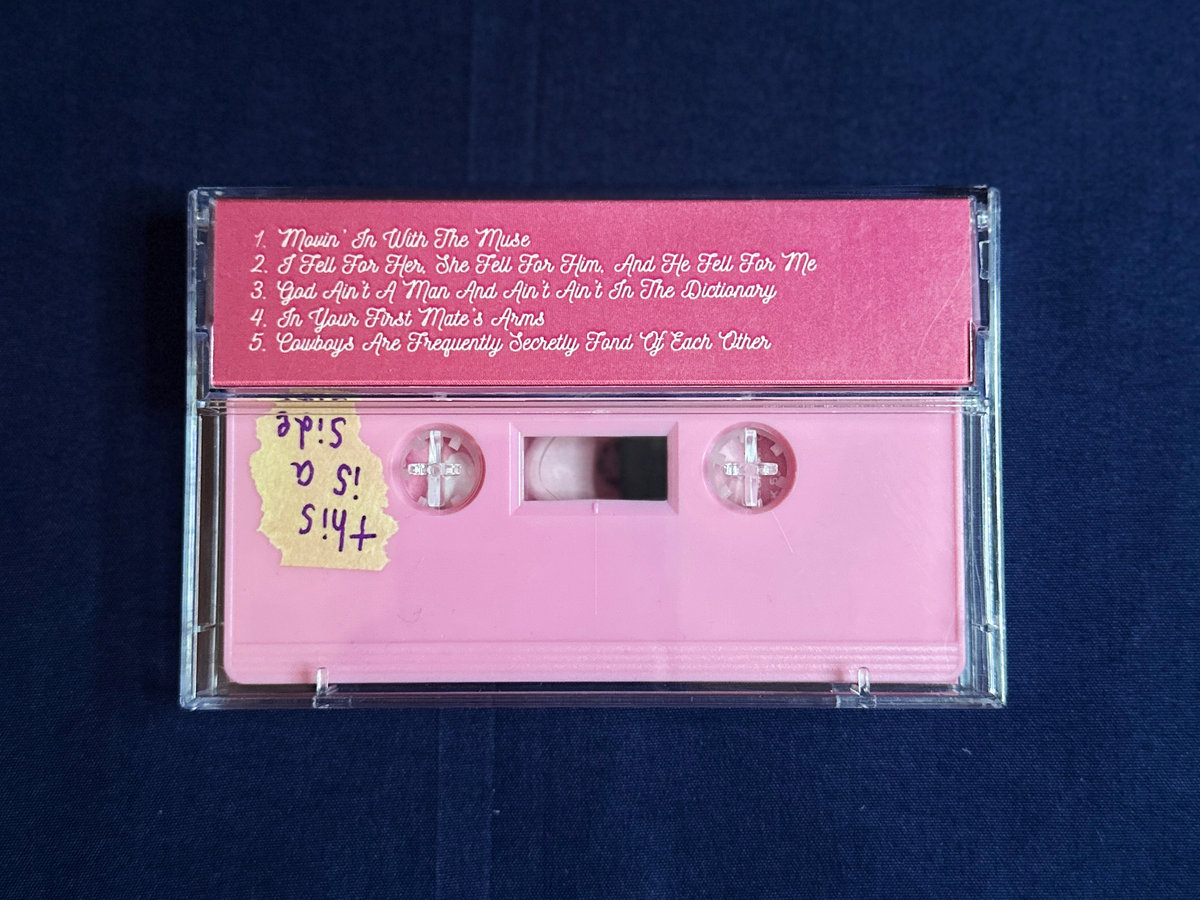 1. Movin' In With The Muse
2. I Fell For Her, She Fell For Him, And He Fell For Me
3. God Ain't A Man And Ain't Ain't In The Dictionary
4. In Your First Mate's Arms
5. Cowboys Are Frequently Secretly Fond Of Each Other
this
is a
side